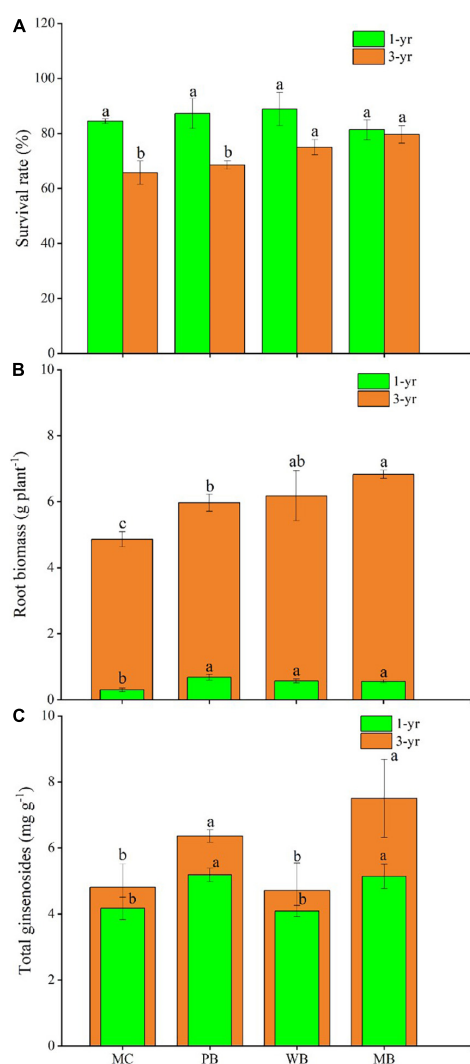 A
120
100
80
60
40
20
0
Survival rate (%)
1-yr
3-yr
a
b
a
b
a
a
a
a
B
10
8
6
4
2
0
Root biomass (g plant⁻¹)
1-yr
3-yr
c
b
ab
a
b
a
a
a
C
10
8
6
4
2
0
Total ginsenosides (mg g⁻¹)
1-yr
3-yr
b
a
b
a
b
a
b
a
MC
PB
WB
MB